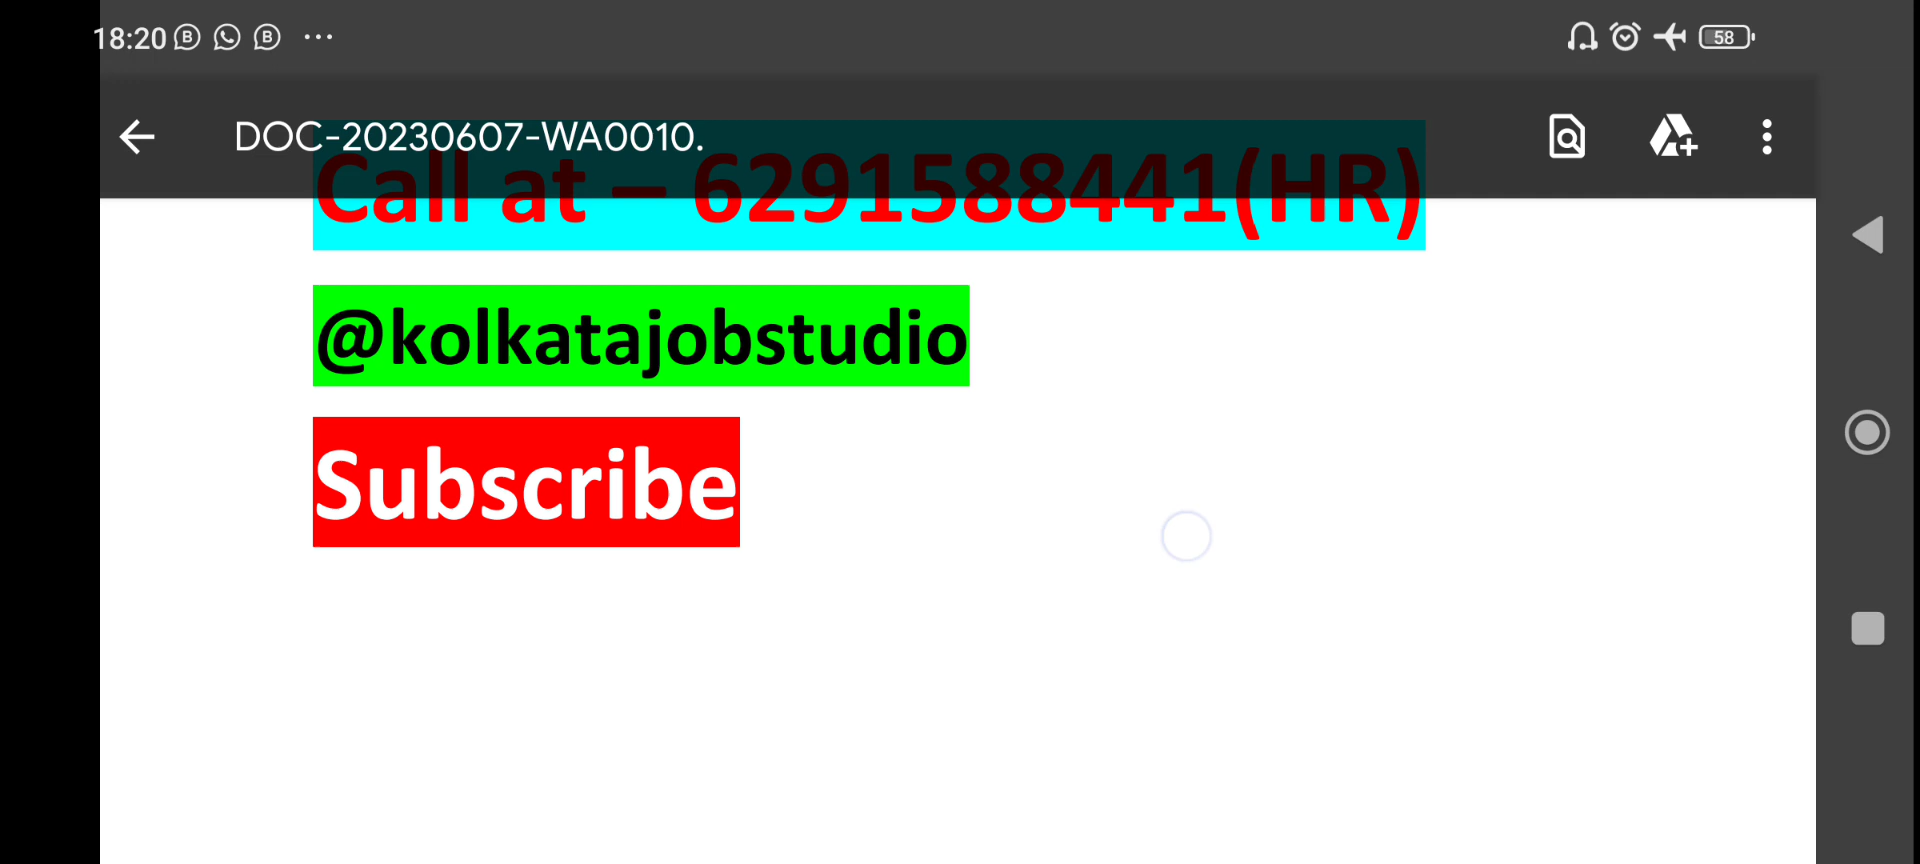 18:20
58
DOC-20230607-WA0010.
Call at – 6291588441(HR)
@kolkatajobstudio
Subscribe